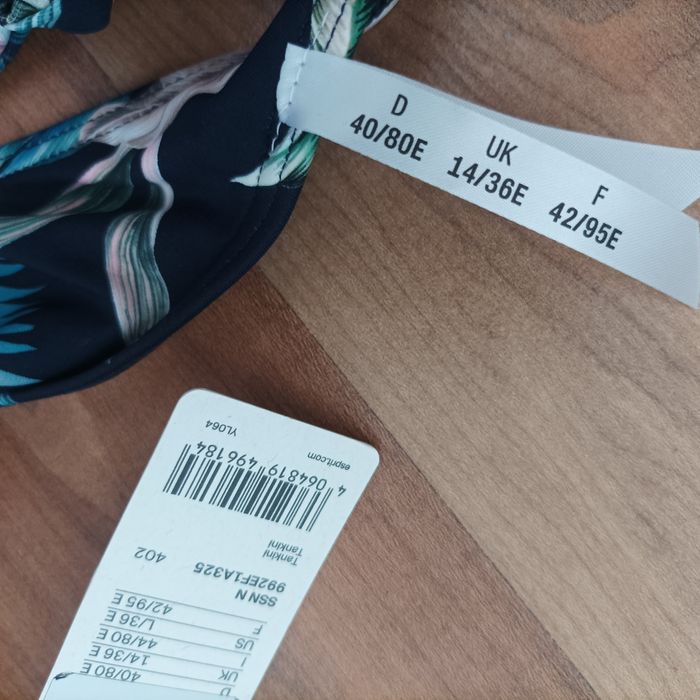 D
40/80E
UK
14/36E
F
42/95E
D
40/80 E
UK
14/36 E
I
44/80 E
US
L/36 E
F
42/95 E
SSN N
992EF1A325
402
Tankini
Tankini
4 064819 496184
esprit.com
YL064